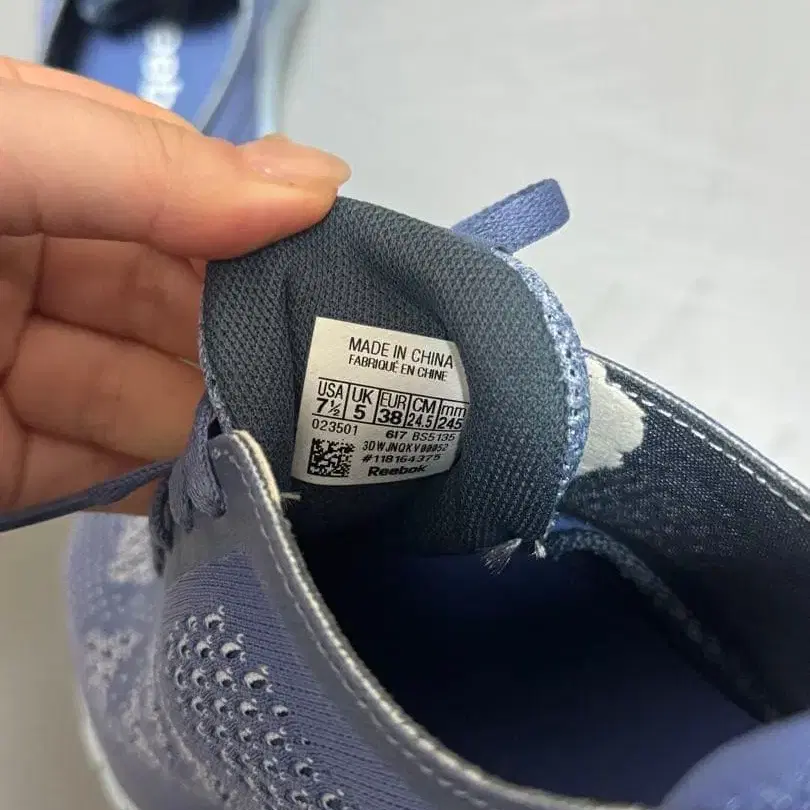 MADE IN CHINA
FABRIQUÉ EN CHINE
USA UK EUR CM mm
7½ 5 38 24.5 245
023501 617 BS5135
3DWJNQKY00052
#118164375
Reebok